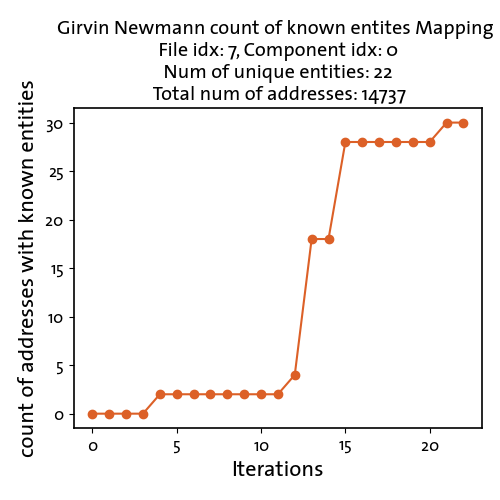 Girvin Newmann count of known entites Mapping
File idx: 7, Component idx: 0
Num of unique entities: 22
Total num of addresses: 14737
count of addresses with known entities
30
25
20
15
10
5
0
0 5 10 15 20
Iterations